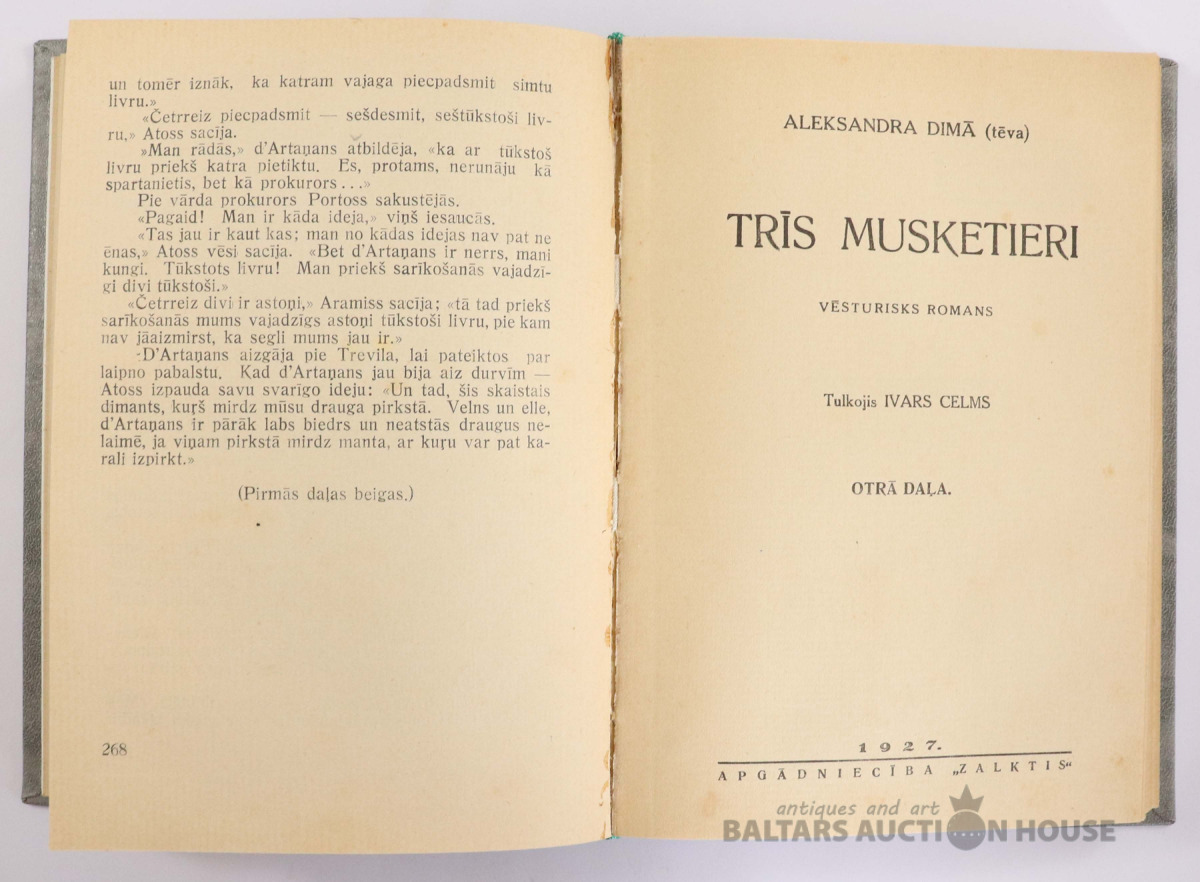 un tomēr iznāk, ka katram vajaga piecpadsmit simtu
livru.»
«Četrreiz piecpadsmit — sešdesmit, seštūkstoši liv-
ru,» Atoss sacīja.
»Man rādās,» d'Artaņans atbildēja, «ka ar tūkstoš
livru priekš katra pietiktu. Es, protams, nerunāju kā
spartanietis, bet kā prokurors . . .»
Pie vārda prokurors Portoss sakustējās.
«Pagaid! Man ir kāda ideja,» viņš iesaucās.
«Tas jau ir kaut kas; man no kādas idejas nav pat ne
ēnas,» Atoss vēsi sacīja. «Bet d'Artaņans ir nerrs, mani
kungi. Tūkstots livru! Man priekš sarīkošanās vajadzī-
gi divi tūkstoši.»
«Četrreiz divi ir astoņi,» Aramiss sacīja; «tā tad priekš
sarīkošanās mums vajadzīgs astoņi tūkstoši livru, pie kam
nav jāaizmirst, ka segli mums jau ir.»
-D'Artaņans aizgāja pie Trevila, lai pateiktos par
laipno pabalstu. Kad d'Artaņans jau bija aiz durvīm —
Atoss izpauda savu svarīgo ideju: «Un tad, šis skaistais
dimants, kuŗš mirdz mūsu drauga pirkstā. Velns un elle,
d'Artaņans ir pārāk labs biedrs un neatstās draugus ne-
laimē, ja viņam pirkstā mirdz manta, ar kuŗu var pat ka-
rali izpirkt.»
(Pirmās daļas beigas.)
268
ALEKSANDRA DIMĀ (tēva)
TRĪS MUSĶETIERI
VĒSTURISKS ROMANS
Tulkojis IVARS CELMS
OTRĀ DAĻA.
1927.
APGĀDNIECĪBA „ZALKTIS“
antiques and art
BALTARS AUCTION HOUSE